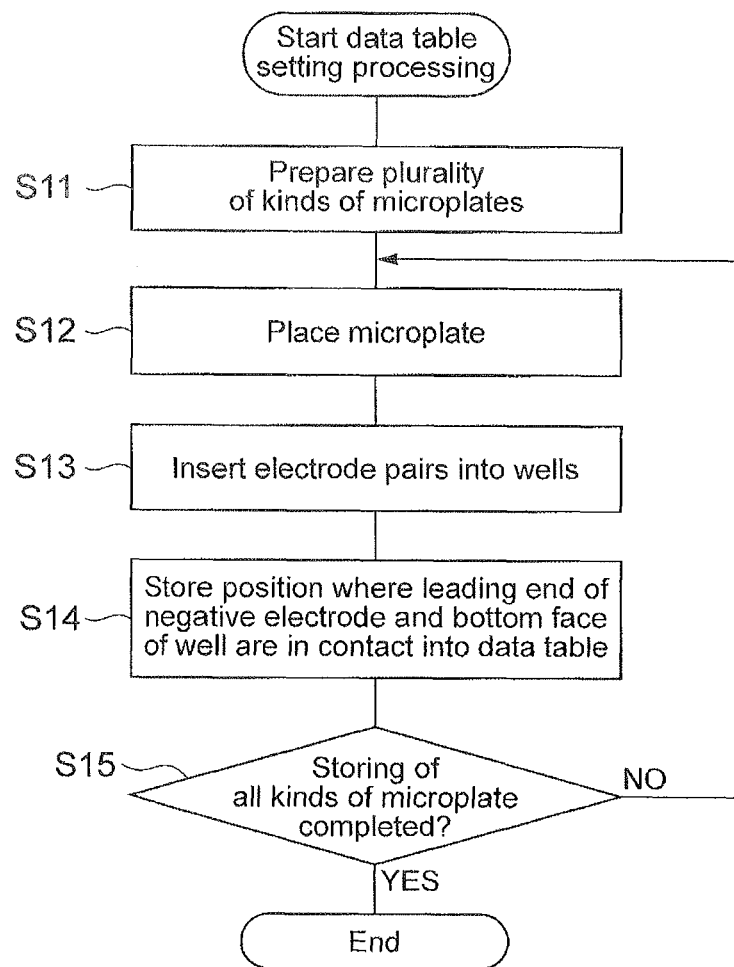 Start data table
setting processing
S11
Prepare plurality
of kinds of microplates
S12
Place microplate
S13
Insert electrode pairs into wells
S14
Store position where leading end of
negative electrode and bottom face
of well are in contact into data table
S15
Storing of
all kinds of microplate
completed?
NO
YES
End